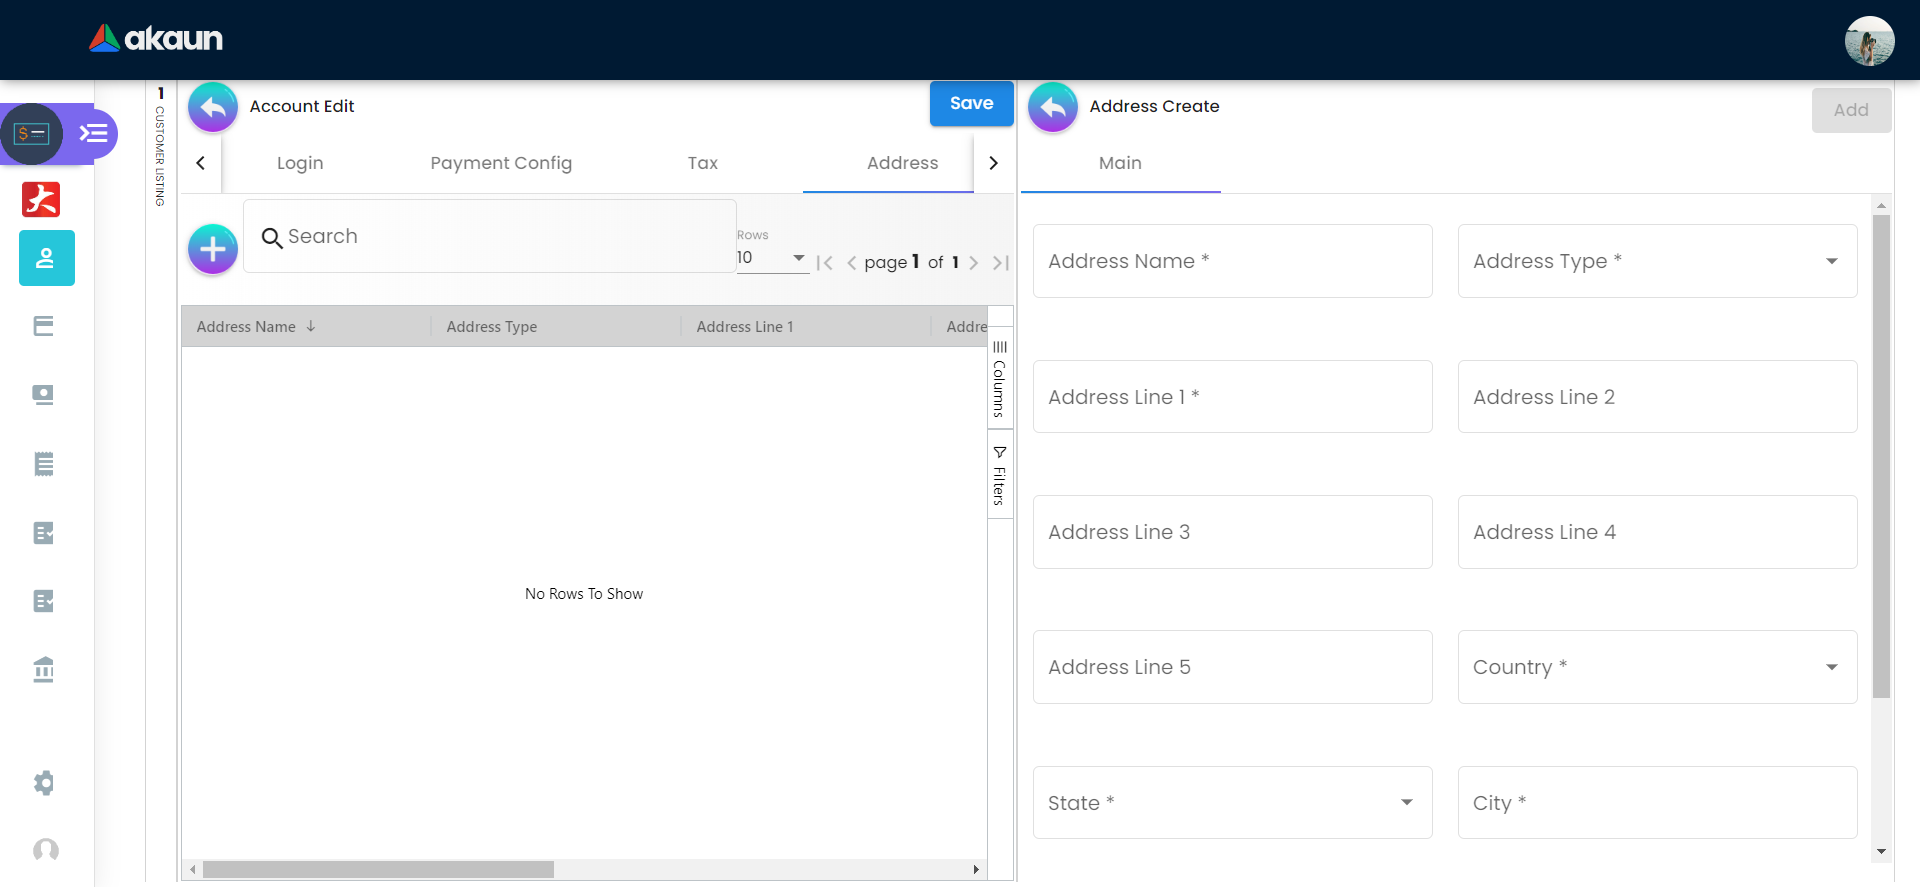 akaun
1 CUSTOMER LISTING
Account Edit
Save
Login
Payment Config
Tax
Address
Search
Rows
10
page 1 of 1
Address Name
Address Type
Address Line 1
Addre
Columns
Filters
No Rows To Show
Address Create
Add
Main
Address Name *
Address Type *
Address Line 1 *
Address Line 2
Address Line 3
Address Line 4
Address Line 5
Country *
State *
City *